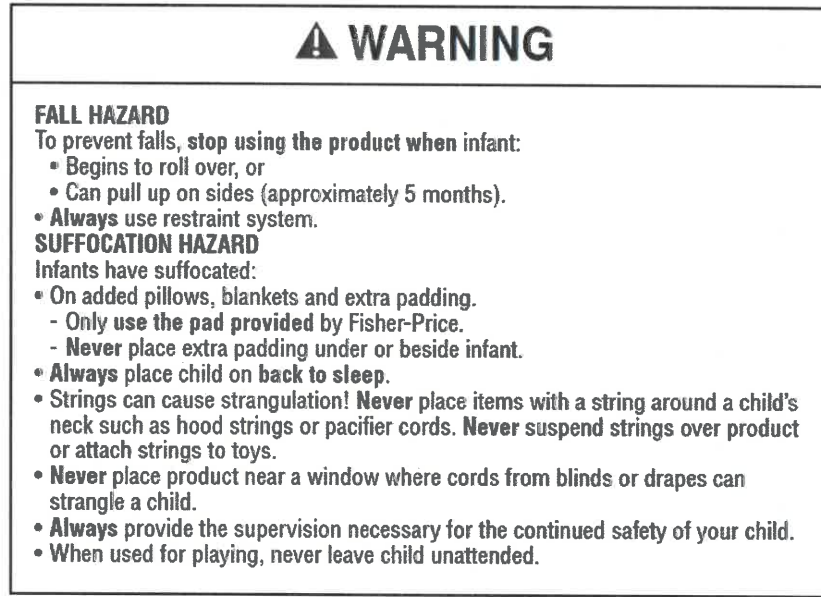 ⚠ WARNING
FALL HAZARD
To prevent falls, stop using the product when infant:
• Begins to roll over, or
• Can pull up on sides (approximately 5 months).
• Always use restraint system.
SUFFOCATION HAZARD
Infants have suffocated:
• On added pillows, blankets and extra padding.
- Only use the pad provided by Fisher-Price.
- Never place extra padding under or beside infant.
• Always place child on back to sleep.
• Strings can cause strangulation! Never place items with a string around a child's
neck such as hood strings or pacifier cords. Never suspend strings over product
or attach strings to toys.
• Never place product near a window where cords from blinds or drapes can
strangle a child.
• Always provide the supervision necessary for the continued safety of your child.
• When used for playing, never leave child unattended.